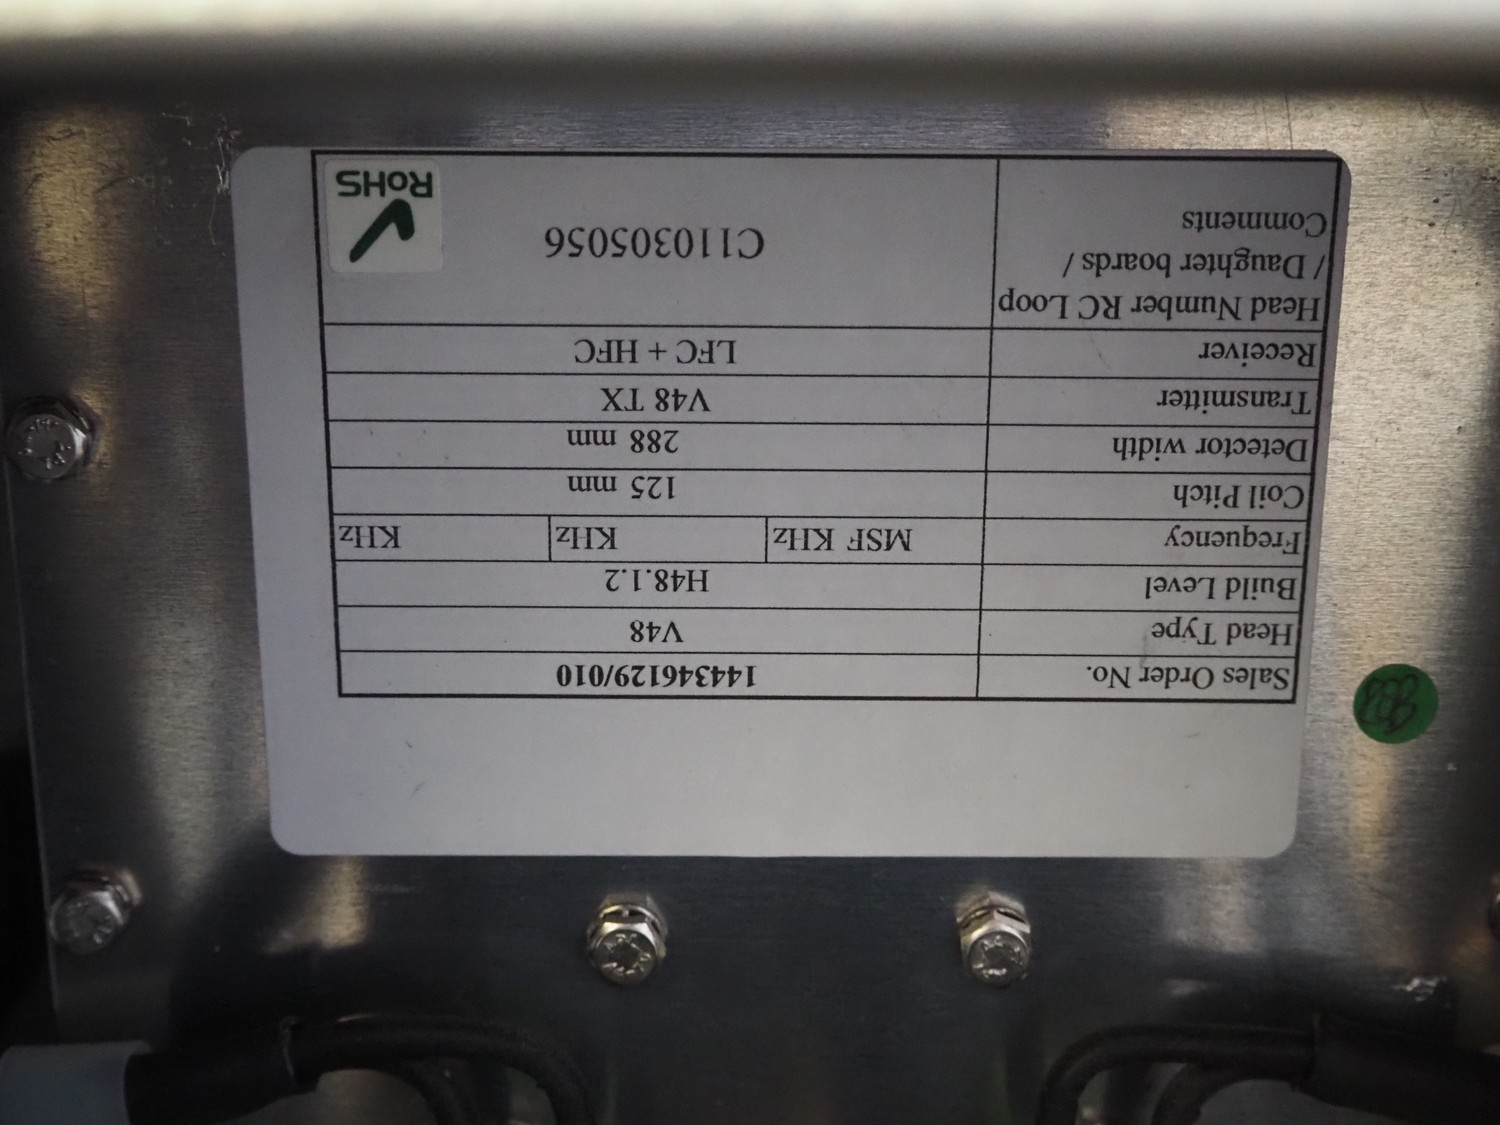 Sales Order No. 144346129/010
Head Type V48
Build Level H48.1.2
Frequency MSF KHz KHz KHz
Coil Pitch 125 mm
Detector width 288 mm
Transmitter V48 TX
Receiver LFC + HFC
Head Number RC Loop
/ Daughter boards /
Comments
C110305056
RoHS